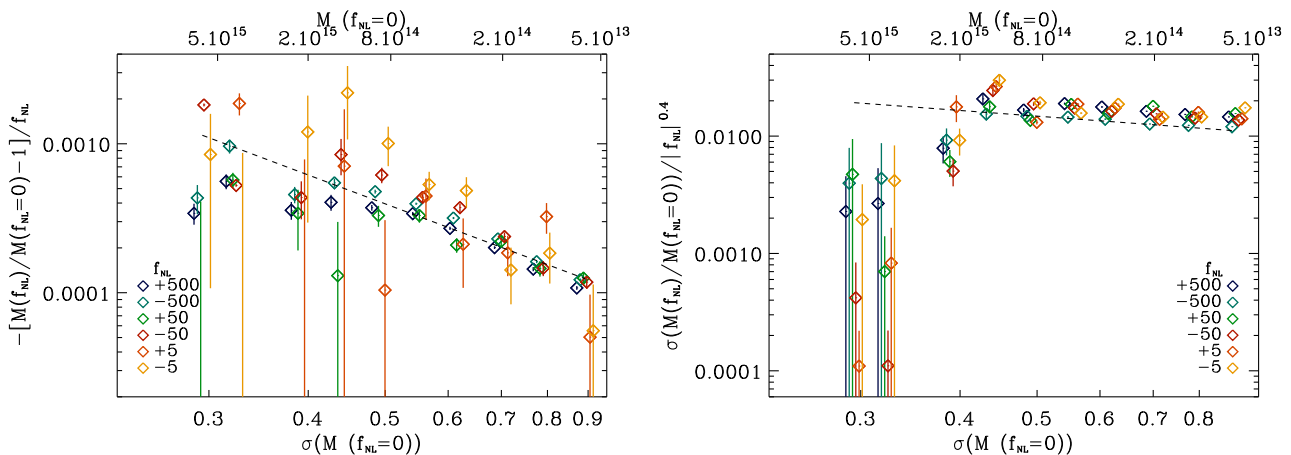 M (f_NL=0)
5.10^15 2.10^15 8.10^14 2.10^14 5.10^13
−[M(f_NL)/M(f_NL=0)−1]/f_NL
0.0010
0.0001
f_NL
+500
−500
+50
−50
+5
−5
0.3 0.4 0.5 0.6 0.7 0.8 0.9
σ(M (f_NL=0))
M (f_NL=0)
5.10^15 2.10^15 8.10^14 2.10^14 5.10^13
σ(M(f_NL)/M(f_NL=0))/|f_NL|^0.4
0.0100
0.0010
0.0001
f_NL
+500
−500
+50
−50
+5
−5
0.3 0.4 0.5 0.6 0.7 0.8
σ(M (f_NL=0))